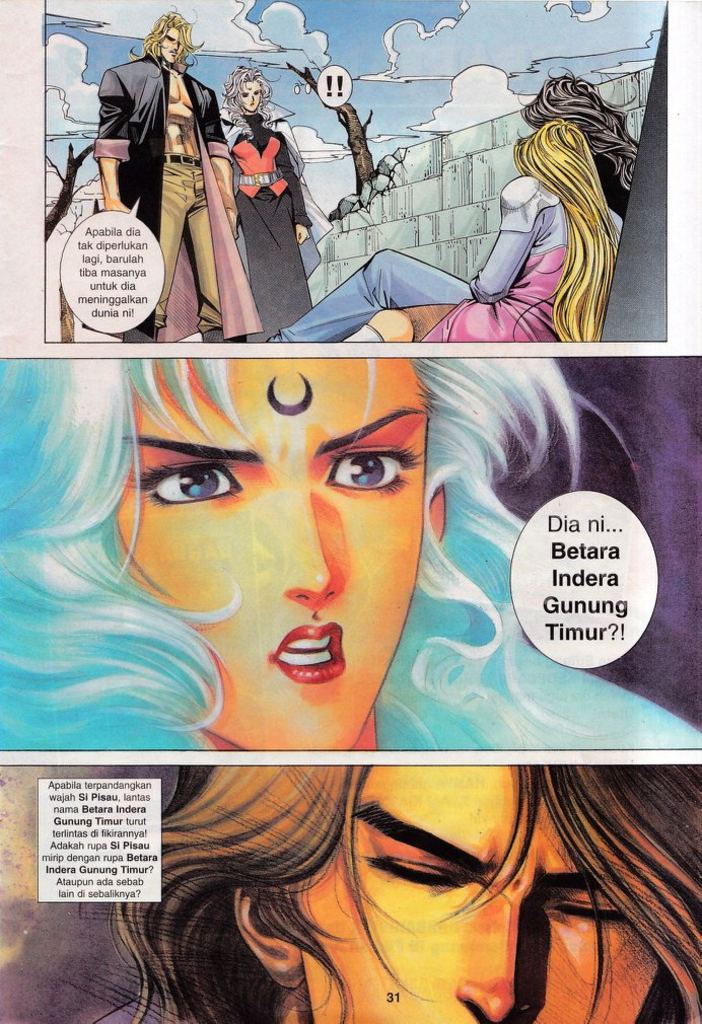 !!
Apabila dia
tak diperlukan
lagi, barulah
tiba masanya
untuk dia
meninggalkan
dunia ni!
Dia ni...
Betara
Indera
Gunung
Timur?!
Apabila terpandangkan
wajah Si Pisau, lantas
nama Betara Indera
Gunung Timur turut
terlintas di fikirannya!
Adakah rupa Si Pisau
mirip dengan rupa Betara
Indera Gunung Timur?
Ataupun ada sebab
lain di sebaliknya?
31